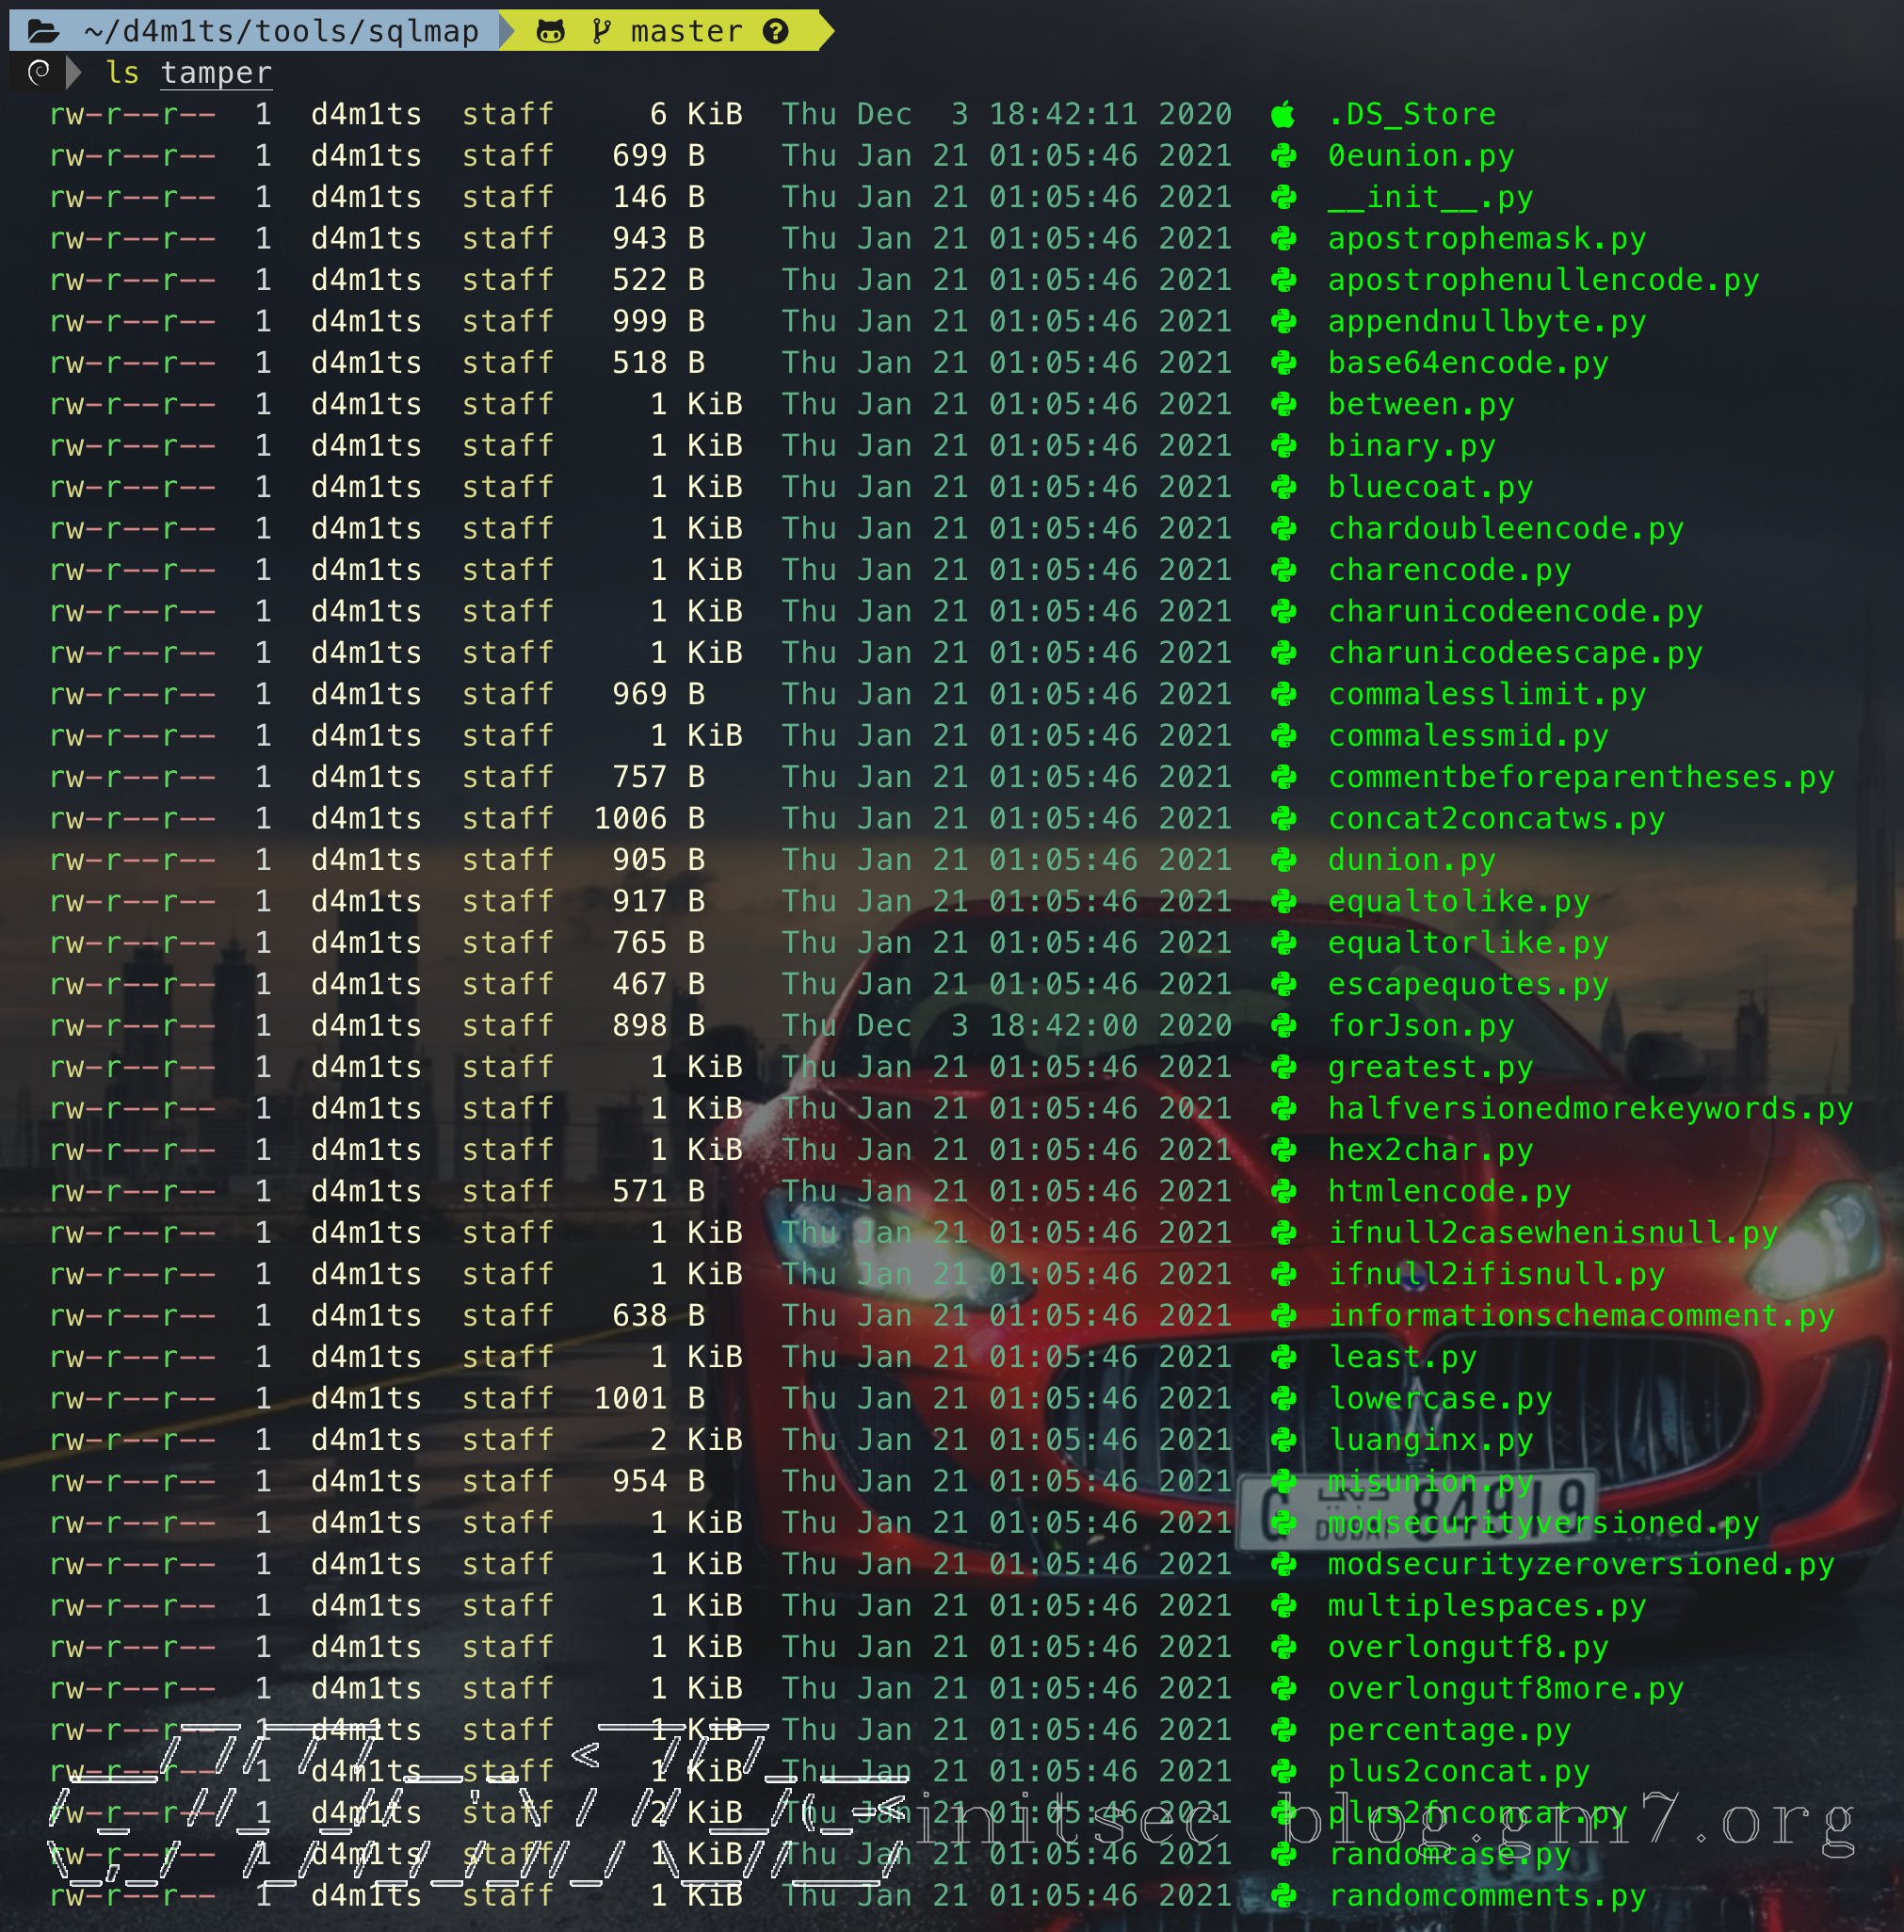 ~/d4m1ts/tools/sqlmap master ?
ls tamper
rw-r--r-- 1 d4m1ts staff 6 KiB Thu Dec 3 18:42:11 2020 .DS_Store
rw-r--r-- 1 d4m1ts staff 699 B Thu Jan 21 01:05:46 2021 0eunion.py
rw-r--r-- 1 d4m1ts staff 146 B Thu Jan 21 01:05:46 2021 __init__.py
rw-r--r-- 1 d4m1ts staff 943 B Thu Jan 21 01:05:46 2021 apostrophemask.py
rw-r--r-- 1 d4m1ts staff 522 B Thu Jan 21 01:05:46 2021 apostrophenullencode.py
rw-r--r-- 1 d4m1ts staff 999 B Thu Jan 21 01:05:46 2021 appendnullbyte.py
rw-r--r-- 1 d4m1ts staff 518 B Thu Jan 21 01:05:46 2021 base64encode.py
rw-r--r-- 1 d4m1ts staff 1 KiB Thu Jan 21 01:05:46 2021 between.py
rw-r--r-- 1 d4m1ts staff 1 KiB Thu Jan 21 01:05:46 2021 binary.py
rw-r--r-- 1 d4m1ts staff 1 KiB Thu Jan 21 01:05:46 2021 bluecoat.py
rw-r--r-- 1 d4m1ts staff 1 KiB Thu Jan 21 01:05:46 2021 chardoubleencode.py
rw-r--r-- 1 d4m1ts staff 1 KiB Thu Jan 21 01:05:46 2021 charencode.py
rw-r--r-- 1 d4m1ts staff 1 KiB Thu Jan 21 01:05:46 2021 charunicodeencode.py
rw-r--r-- 1 d4m1ts staff 1 KiB Thu Jan 21 01:05:46 2021 charunicodeescape.py
rw-r--r-- 1 d4m1ts staff 969 B Thu Jan 21 01:05:46 2021 commalesslimit.py
rw-r--r-- 1 d4m1ts staff 1 KiB Thu Jan 21 01:05:46 2021 commalessmid.py
rw-r--r-- 1 d4m1ts staff 757 B Thu Jan 21 01:05:46 2021 commentbeforeparentheses.py
rw-r--r-- 1 d4m1ts staff 1006 B Thu Jan 21 01:05:46 2021 concat2concatws.py
rw-r--r-- 1 d4m1ts staff 905 B Thu Jan 21 01:05:46 2021 dunion.py
rw-r--r-- 1 d4m1ts staff 917 B Thu Jan 21 01:05:46 2021 equaltolike.py
rw-r--r-- 1 d4m1ts staff 765 B Thu Jan 21 01:05:46 2021 equaltorlike.py
rw-r--r-- 1 d4m1ts staff 467 B Thu Jan 21 01:05:46 2021 escapequotes.py
rw-r--r-- 1 d4m1ts staff 898 B Thu Dec 3 18:42:00 2020 forJson.py
rw-r--r-- 1 d4m1ts staff 1 KiB Thu Jan 21 01:05:46 2021 greatest.py
rw-r--r-- 1 d4m1ts staff 1 KiB Thu Jan 21 01:05:46 2021 halfversionedmorekeywords.py
rw-r--r-- 1 d4m1ts staff 1 KiB Thu Jan 21 01:05:46 2021 hex2char.py
rw-r--r-- 1 d4m1ts staff 571 B Thu Jan 21 01:05:46 2021 htmlencode.py
rw-r--r-- 1 d4m1ts staff 1 KiB Thu Jan 21 01:05:46 2021 ifnull2casewhenisnull.py
rw-r--r-- 1 d4m1ts staff 1 KiB Thu Jan 21 01:05:46 2021 ifnull2ifisnull.py
rw-r--r-- 1 d4m1ts staff 638 B Thu Jan 21 01:05:46 2021 informationschemacomment.py
rw-r--r-- 1 d4m1ts staff 1 KiB Thu Jan 21 01:05:46 2021 least.py
rw-r--r-- 1 d4m1ts staff 1001 B Thu Jan 21 01:05:46 2021 lowercase.py
rw-r--r-- 1 d4m1ts staff 2 KiB Thu Jan 21 01:05:46 2021 luanginx.py
rw-r--r-- 1 d4m1ts staff 954 B Thu Jan 21 01:05:46 2021 misunion.py
rw-r--r-- 1 d4m1ts staff 1 KiB Thu Jan 21 01:05:46 2021 modsecurityversioned.py
rw-r--r-- 1 d4m1ts staff 1 KiB Thu Jan 21 01:05:46 2021 modsecurityzeroversioned.py
rw-r--r-- 1 d4m1ts staff 1 KiB Thu Jan 21 01:05:46 2021 multiplespaces.py
rw-r--r-- 1 d4m1ts staff 1 KiB Thu Jan 21 01:05:46 2021 overlongutf8.py
rw-r--r-- 1 d4m1ts staff 1 KiB Thu Jan 21 01:05:46 2021 overlongutf8more.py
rw-r--r-- 1 d4m1ts staff 1 KiB Thu Jan 21 01:05:46 2021 percentage.py
rw-r--r-- 1 d4m1ts staff 1 KiB Thu Jan 21 01:05:46 2021 plus2concat.py
rw-r--r-- 1 d4m1ts staff 2 KiB Thu Jan 21 01:05:46 2021 plus2fnconcat.py
initsec blog.gm7.org
rw-r--r-- 1 d4m1ts staff 1 KiB Thu Jan 21 01:05:46 2021 randomcase.py
rw-r--r-- 1 d4m1ts staff 1 KiB Thu Jan 21 01:05:46 2021 randomcomments.py